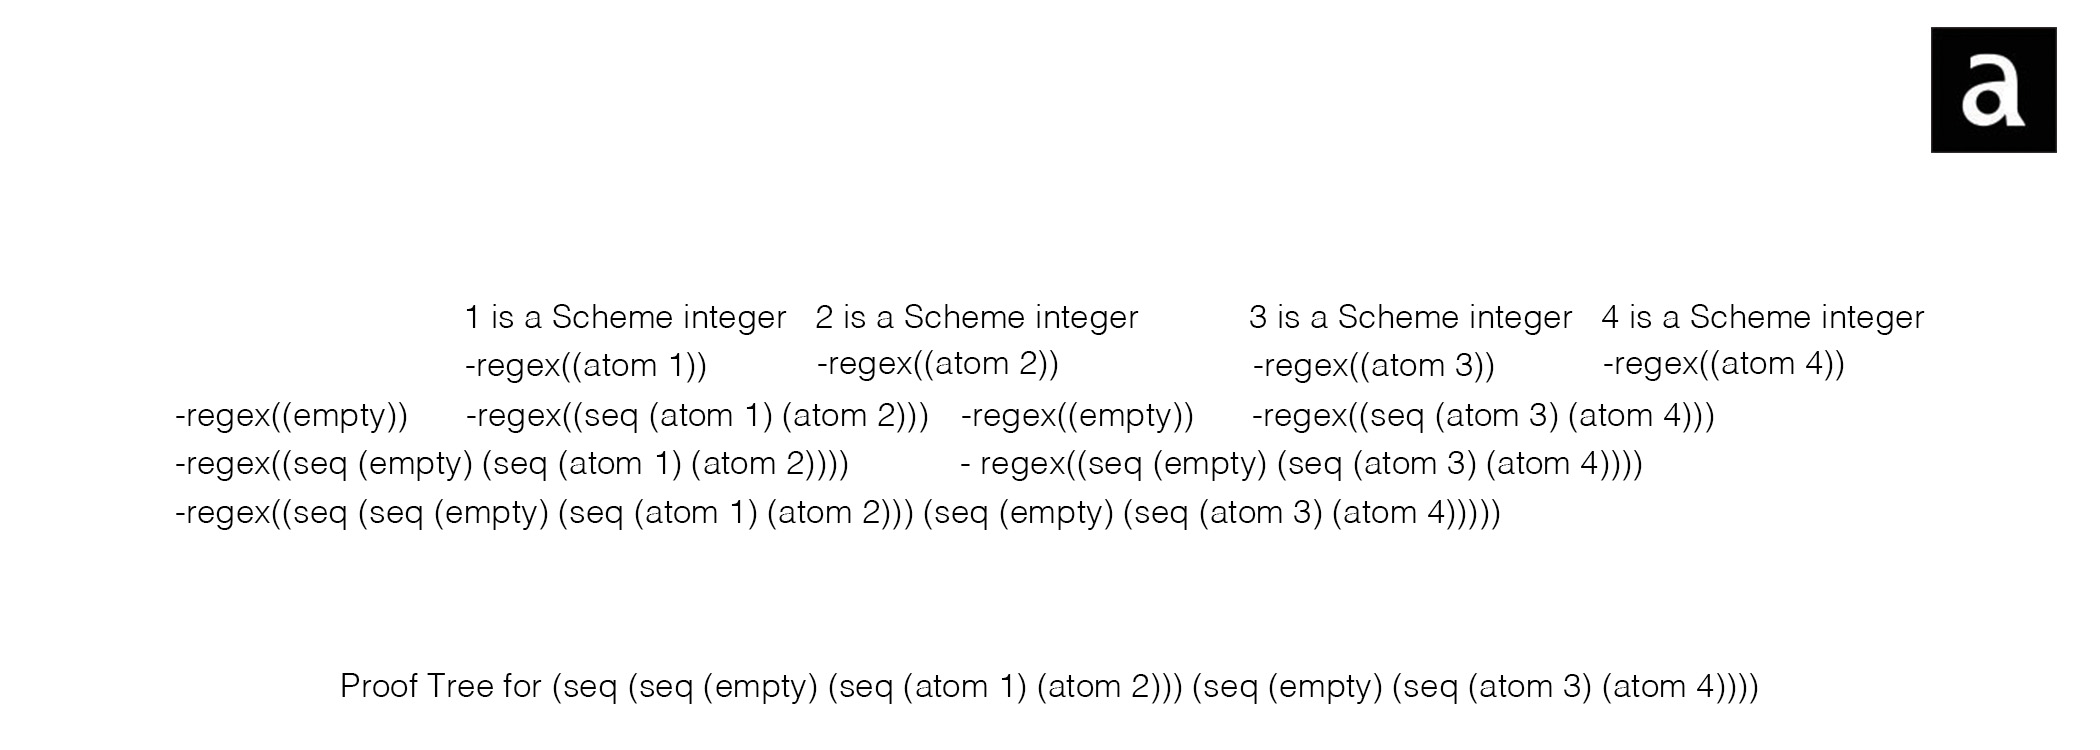 a
1 is a Scheme integer 2 is a Scheme integer 3 is a Scheme integer 4 is a Scheme integer
-regex((atom 1)) -regex((atom 2)) -regex((atom 3)) -regex((atom 4))
-regex((empty)) -regex((seq (atom 1) (atom 2))) -regex((empty)) -regex((seq (atom 3) (atom 4)))
-regex((seq (empty) (seq (atom 1) (atom 2)))) - regex((seq (empty) (seq (atom 3) (atom 4))))
-regex((seq (seq (empty) (seq (atom 1) (atom 2))) (seq (empty) (seq (atom 3) (atom 4)))))
Proof Tree for (seq (seq (empty) (seq (atom 1) (atom 2))) (seq (empty) (seq (atom 3) (atom 4))))